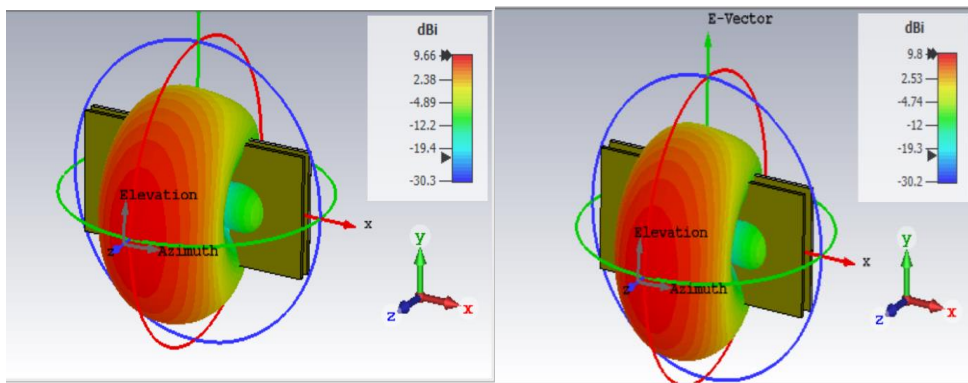 dBi
9.66
2.38
-4.89
-12.2
-19.4
-30.3
Elevation
Azimuth
z
x
y
z
x
E-Vector
dBi
9.8
2.53
-4.74
-12
-19.3
-30.2
Elevation
Azimuth
z
x
y
z
x